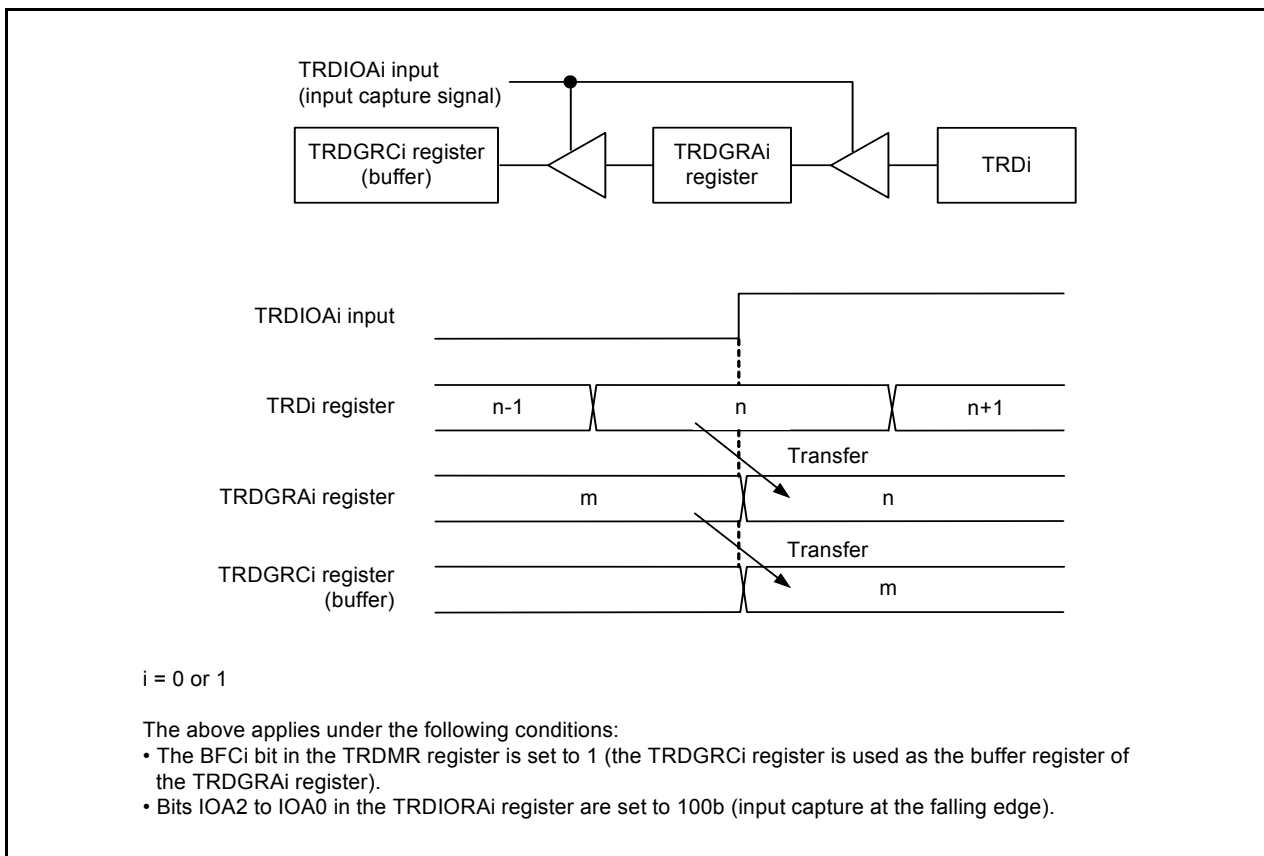 TRDIOAi input
(input capture signal)
TRDGRCi register
(buffer)
TRDGRAi
register
TRDi
TRDIOAi input
TRDi register
n-1
n
n+1
Transfer
TRDGRAi register
m
n
Transfer
TRDGRCi register
(buffer)
m
i = 0 or 1
The above applies under the following conditions:
• The BFCi bit in the TRDMR register is set to 1 (the TRDGRCi register is used as the buffer register of
the TRDGRAi register).
• Bits IOA2 to IOA0 in the TRDIORAi register are set to 100b (input capture at the falling edge).